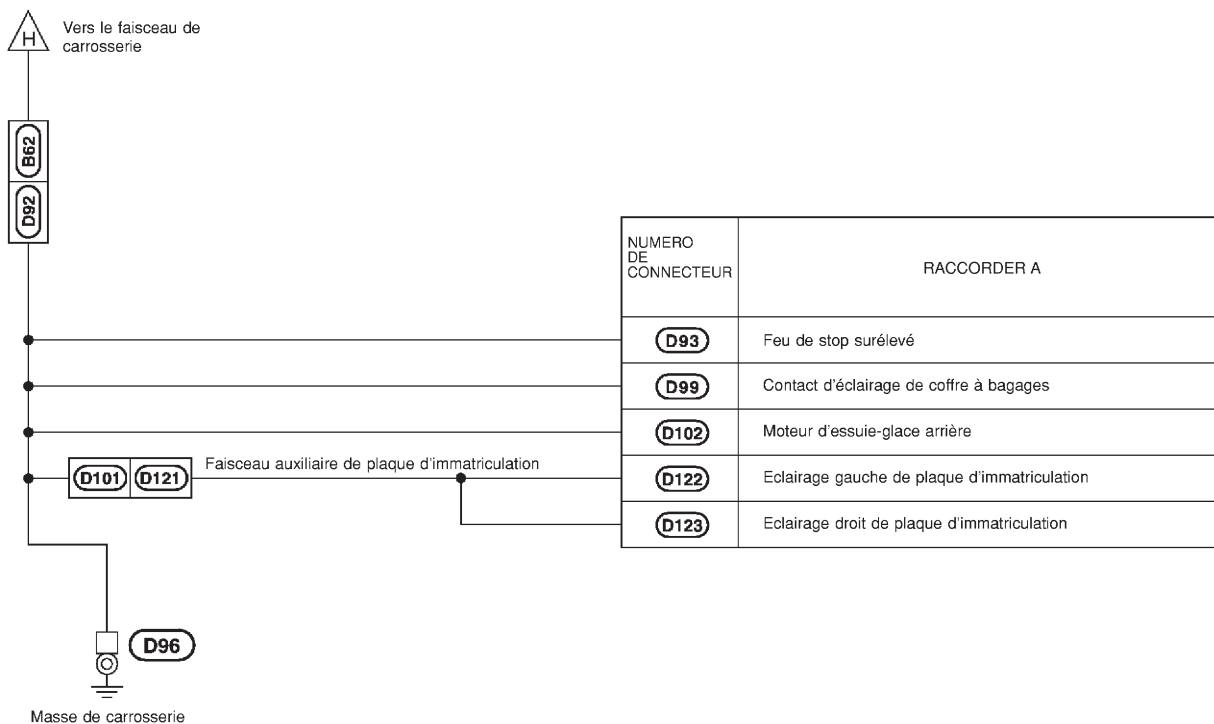 H
Vers le faisceau de
carrosserie
B62
D92
NUMERO
DE
CONNECTEUR
RACCORDER A
D93
Feu de stop surélevé
D99
Contact d'éclairage de coffre à bagages
D102
Moteur d'essuie-glace arrière
D101
D121
Faisceau auxiliaire de plaque d'immatriculation
D122
Eclairage gauche de plaque d'immatriculation
D123
Eclairage droit de plaque d'immatriculation
D96
Masse de carrosserie